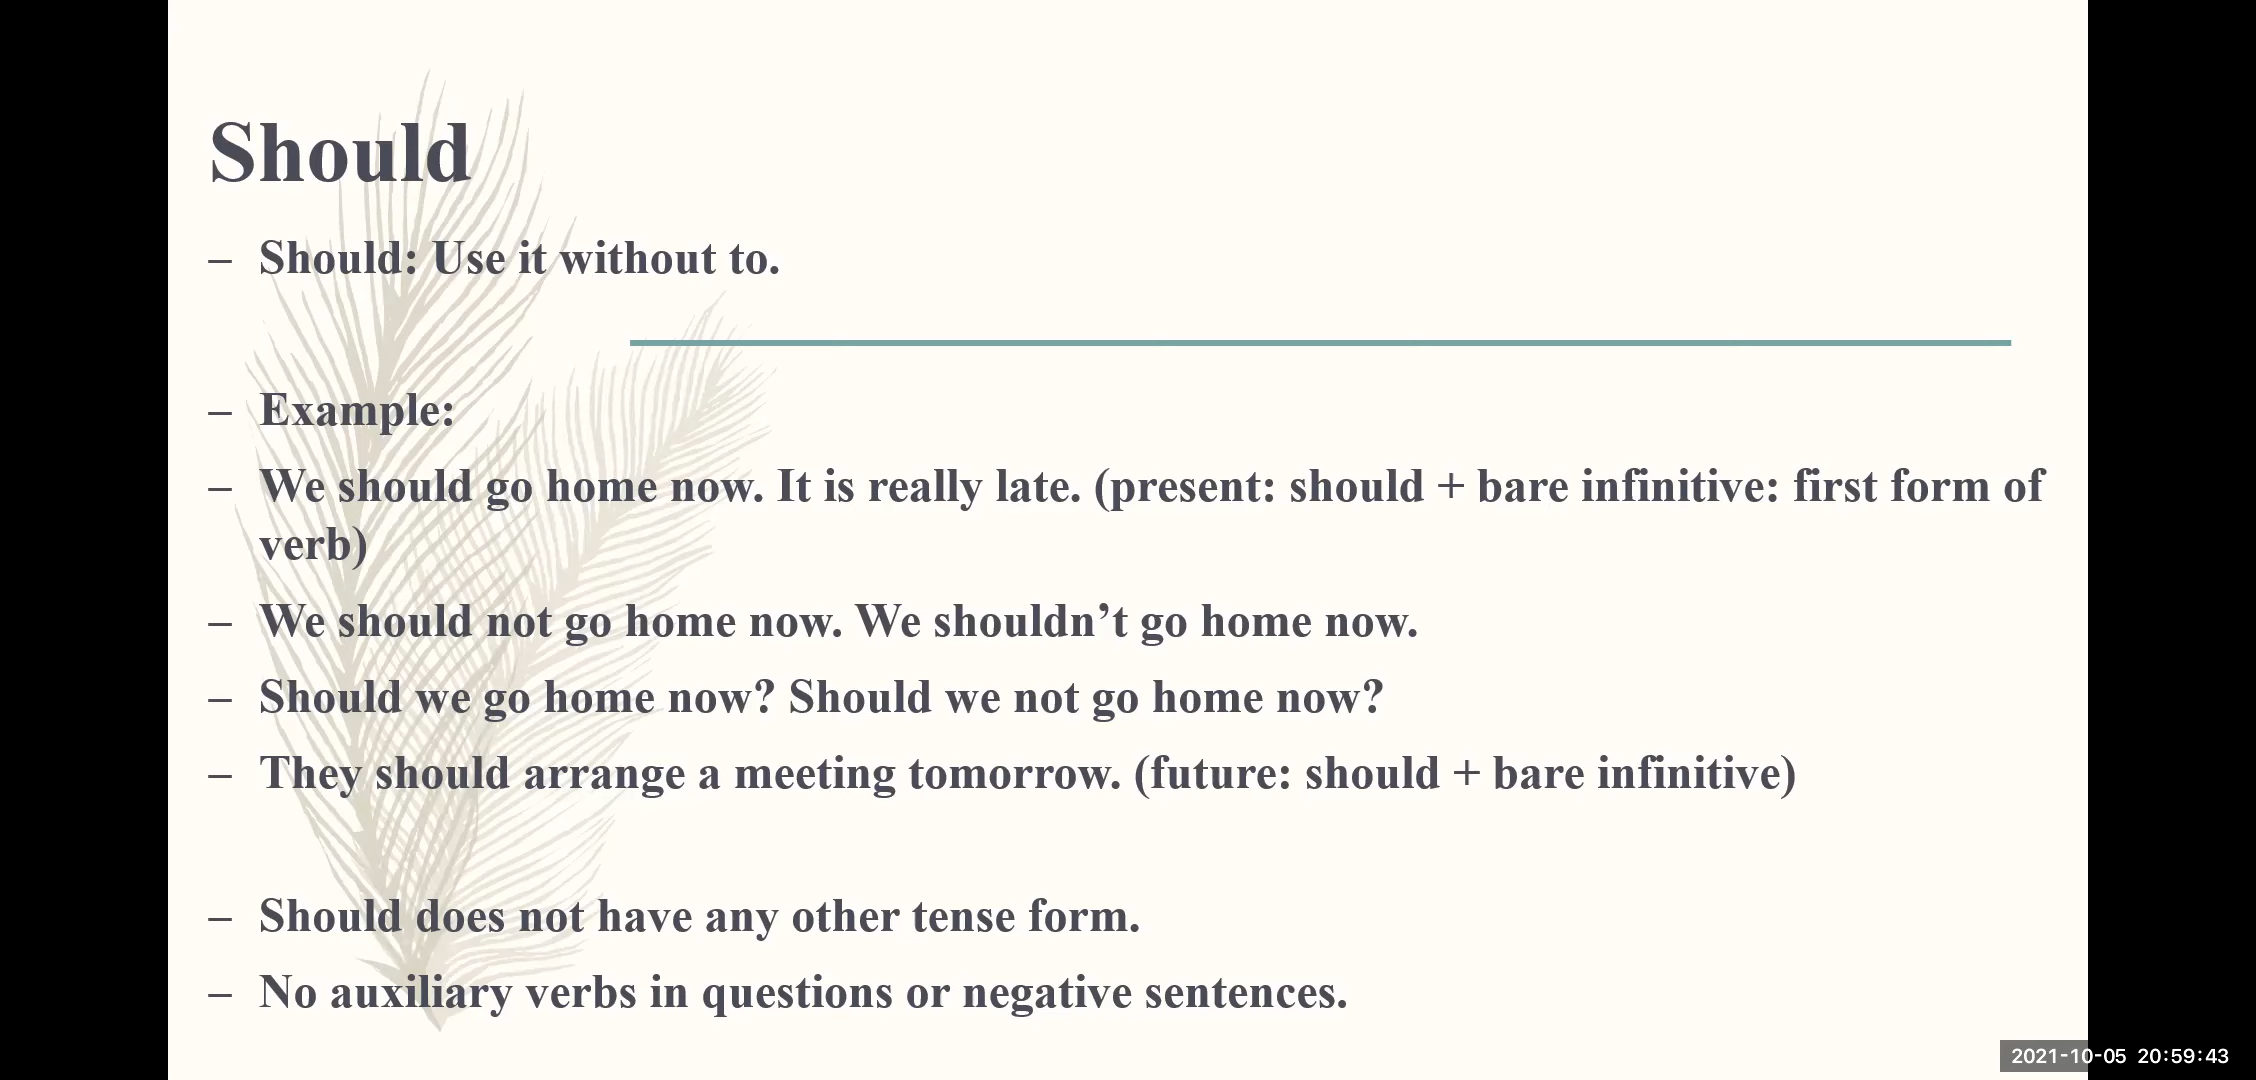 Should
– Should: Use it without to.
– Example:
– We should go home now. It is really late. (present: should + bare infinitive: first form of
verb)
– We should not go home now. We shouldn’t go home now.
– Should we go home now? Should we not go home now?
– They should arrange a meeting tomorrow. (future: should + bare infinitive)
– Should does not have any other tense form.
– No auxiliary verbs in questions or negative sentences.
2021-10-05 20:59:43